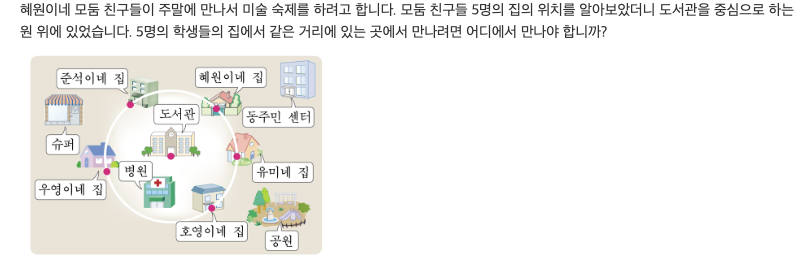 혜원이네 모둠 친구들이 주말에 만나서 미술 숙제를 하려고 합니다. 모둠 친구들 5명의 집의 위치를 알아보았더니 도서관을 중심으로 하는
원 위에 있었습니다. 5명의 학생들의 집에서 같은 거리에 있는 곳에서 만나려면 어디에서 만나야 합니까?
준석이네 집
혜원이네 집
도서관
동주민 센터
슈퍼
병원
유미네 집
우영이네 집
호영이네 집
공원